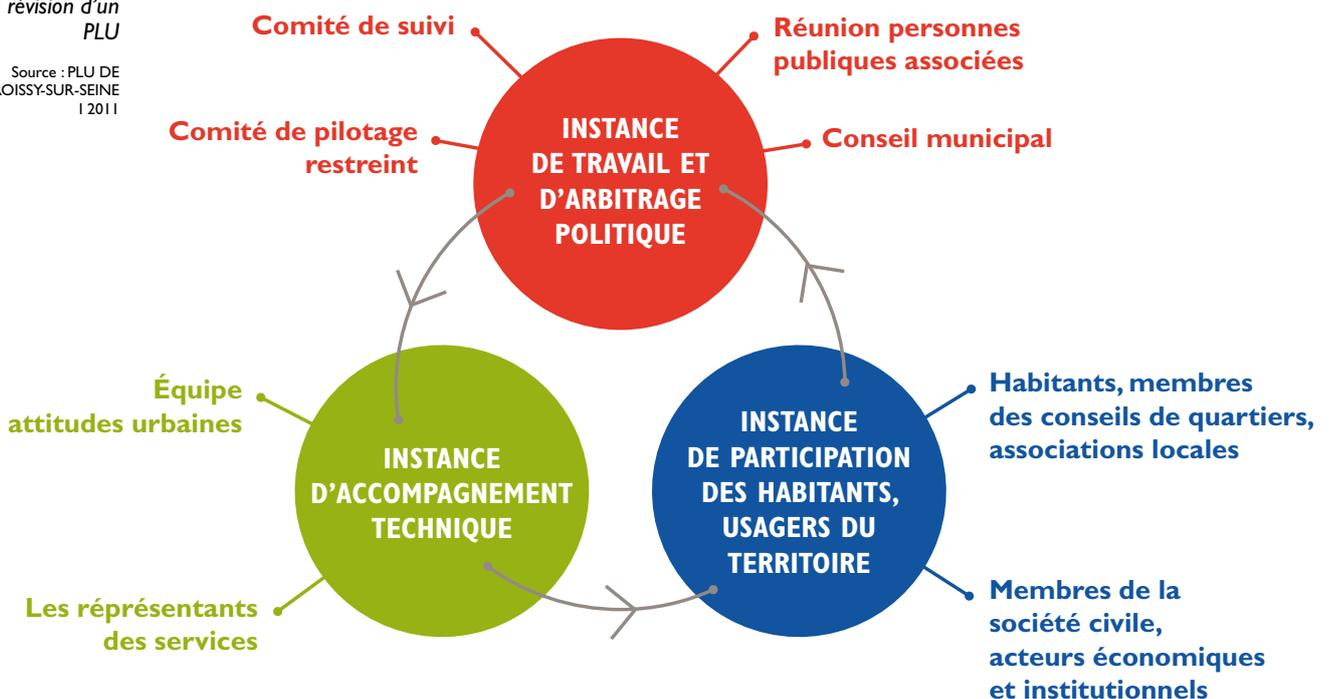 révision d'un
PLU
Source : PLU DE
OISSY-SUR-SEINE
I 2011
Comité de suivi
Réunion personnes
publiques associées
Comité de pilotage
restreint
Conseil municipal
INSTANCE
DE TRAVAIL ET
D'ARBITRAGE
POLITIQUE
Équipe
attitudes urbaines
Les réprésentants
des services
INSTANCE
D'ACCOMPAGNEMENT
TECHNIQUE
INSTANCE
DE PARTICIPATION
DES HABITANTS,
USAGERS DU
TERRITOIRE
Habitants, membres
des conseils de quartiers,
associations locales
Membres de la
société civile,
acteurs économiques
et institutionnels